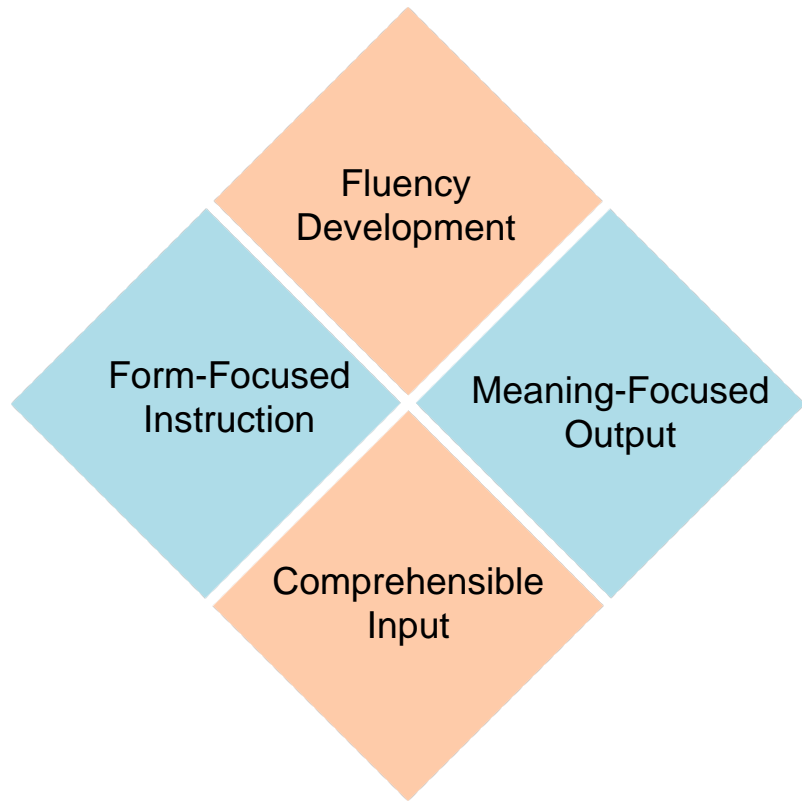 Fluency
Development
Form-Focused
Instruction
Meaning-Focused
Output
Comprehensible
Input